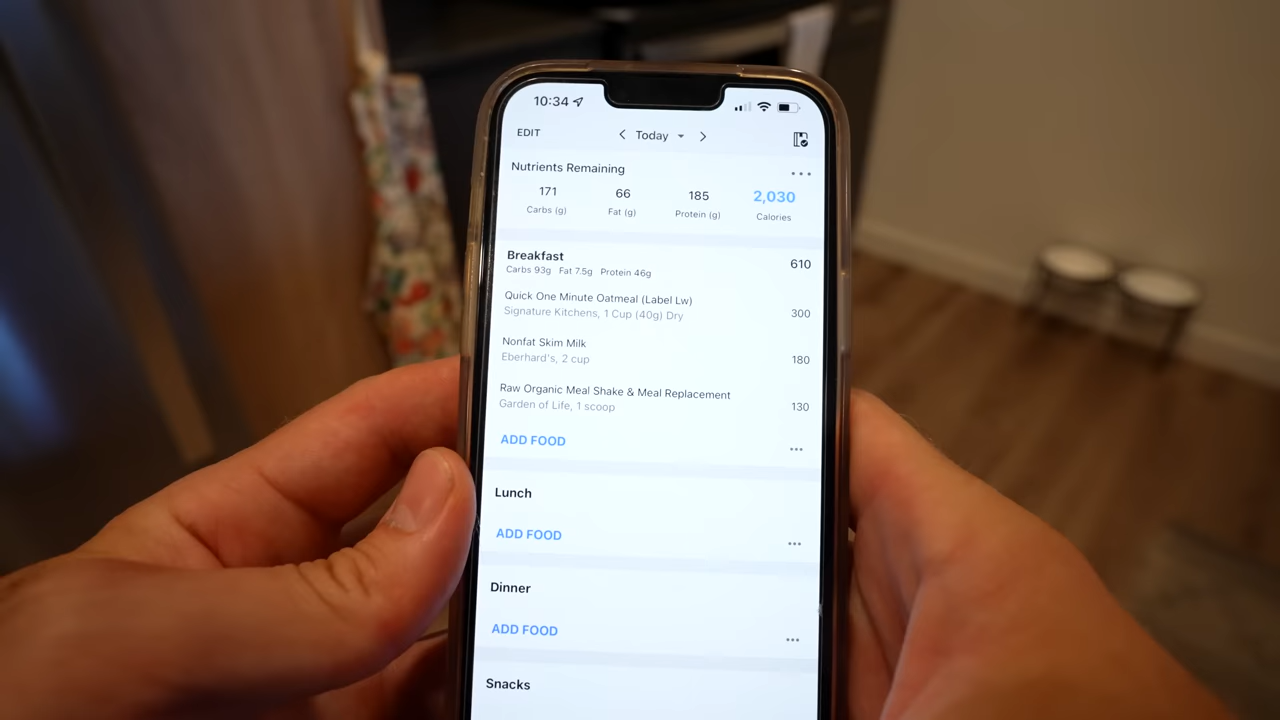 10:34
EDIT
Today
Nutrients Remaining
171 66 185 2,030
Carbs (g) Fat (g) Protein (g) Calories
Breakfast 610
Carbs 93g Fat 7.5g Protein 46g
Quick One Minute Oatmeal (Label Lw)
Signature Kitchens, 1 Cup (40g) Dry 300
Nonfat Skim Milk
Eberhard's, 2 cup 180
Raw Organic Meal Shake & Meal Replacement
Garden of Life, 1 scoop 130
ADD FOOD
Lunch
ADD FOOD
Dinner
ADD FOOD
Snacks